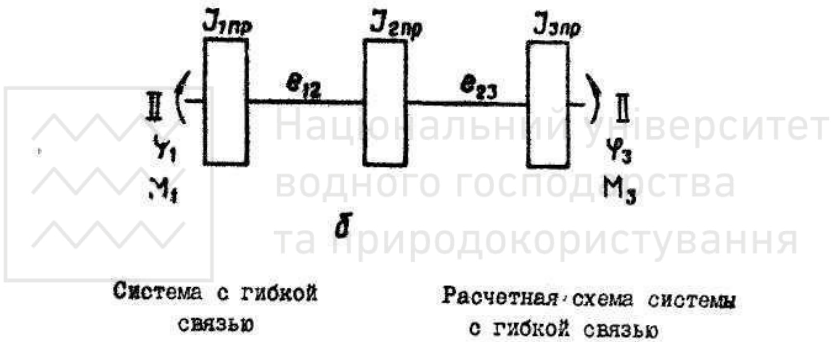 J₁пр J₂пр J₃пр
e₁₂ e₂₃
II II
φ₁ φ₃
M₁ M₃
б
Національний університет
водного господарства
та природокористування
Система с гибкой
связью
Расчетная схема системы
с гибкой связью